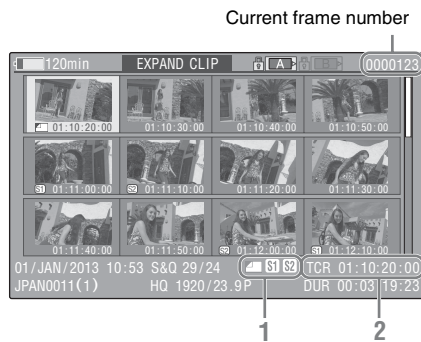 Current frame number
120min EXPAND CLIP A B 0000123
01:10:20:00 01:10:30:00 01:10:40:00 01:10:50:00
S1 01:11:00:00 S2 01:11:10:00 01:11:20:00 01:11:30:00
01:11:40:00 01:11:50:00 S2 01:12:00:00 S1 01:12:10:00
01/JAN/2013 10:53 S&Q 29/24 S1 S2 TCR 01:10:20:00
JPAN0011(1) HQ 1920/23.9P DUR 00:03:19:23
1 2